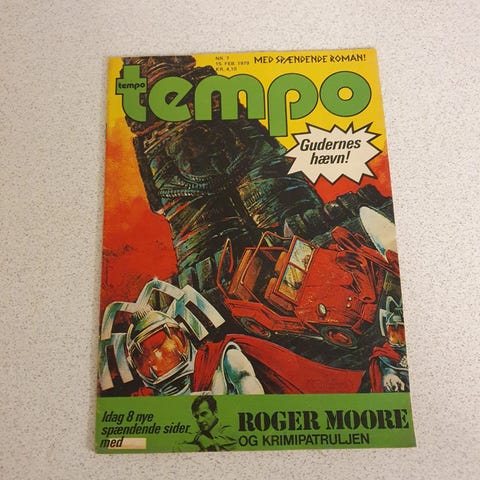 NR. 7
15. FEB. 1979
KR. 4,15
MED SPÆNDENDE ROMAN!
tempo
tempo
Gudernes
hævn!
Idag 8 nye
spændende sider
med
ROGER MOORE
OG KRIMIPATRULJEN